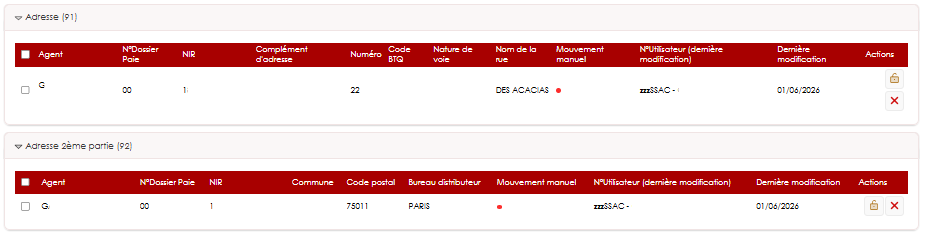 Adresse (91)
Agent N°Dossier Paie NIR Complément d'adresse Numéro Code BTQ Nature de voie Nom de la rue Mouvement manuel N°Utilisateur (dernière modification) Dernière modification Actions
G 00 1 22 DES ACACIAS zzzSSAC - 01/06/2026
Adresse 2ème partie (92)
Agent N°Dossier Paie NIR Commune Code postal Bureau distributeur Mouvement manuel N°Utilisateur (dernière modification) Dernière modification Actions
G. 00 1 75011 PARIS zzzSSAC - 01/06/2026